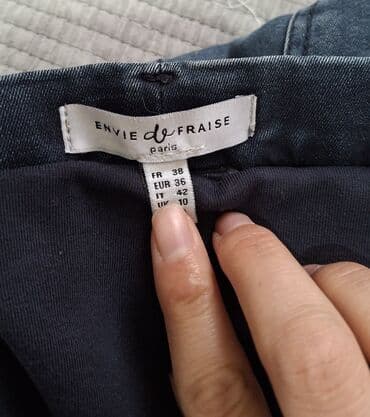 ENVIE de FRAISE
paris
FR 38
EUR 36
IT 42
UK 10